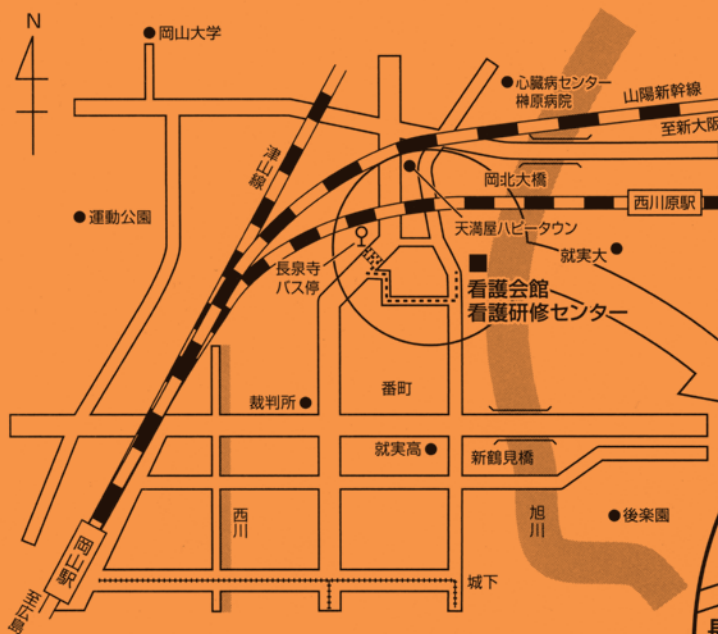 N
岡山大学
心臓病センター
榊原病院
山陽新幹線
至新大阪
津山線
岡北大橋
西川原駅
運動公園
天満屋ハピータウン
就実大
長泉寺
バス停
看護会館
看護研修センター
番町
裁判所
就実高
新鶴見橋
西川
旭川
後楽園
岡山駅
城下
至広島